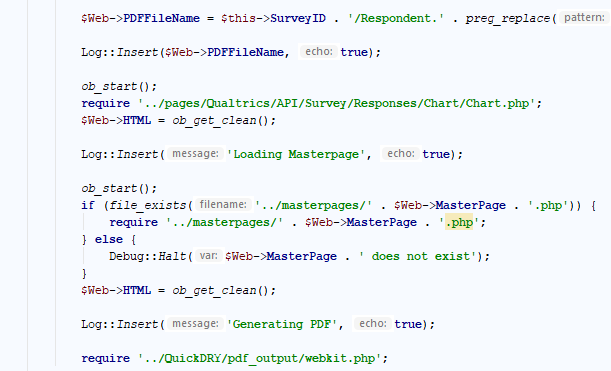 $Web->PDFFileName = $this->SurveyID . '/Respondent.' . preg_replace( pattern:
Log::Insert($Web->PDFFileName, echo: true);
ob_start();
require '../pages/Qualtrics/API/Survey/Responses/Chart/Chart.php';
$Web->HTML = ob_get_clean();
Log::Insert( message: 'Loading Masterpage', echo: true);
ob_start();
if (file_exists( filename: '../masterpages/' . $Web->MasterPage . '.php')) {
require '../masterpages/' . $Web->MasterPage . '.php';
} else {
Debug::Halt( var: $Web->MasterPage . ' does not exist');
}
$Web->HTML = ob_get_clean();
Log::Insert( message: 'Generating PDF', echo: true);
require '../QuickDRY/pdf_output/webkit.php';